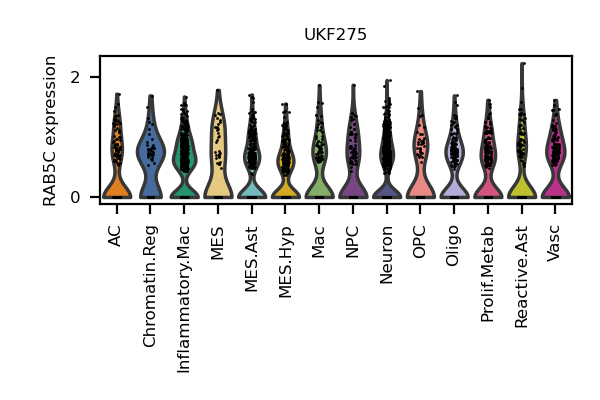 UKF275
RAB5C expression
2
0
AC
Chromatin.Reg
Inflammatory.Mac
MES
MES.Ast
MES.Hyp
Mac
NPC
Neuron
OPC
Oligo
Prolif.Metab
Reactive.Ast
Vasc